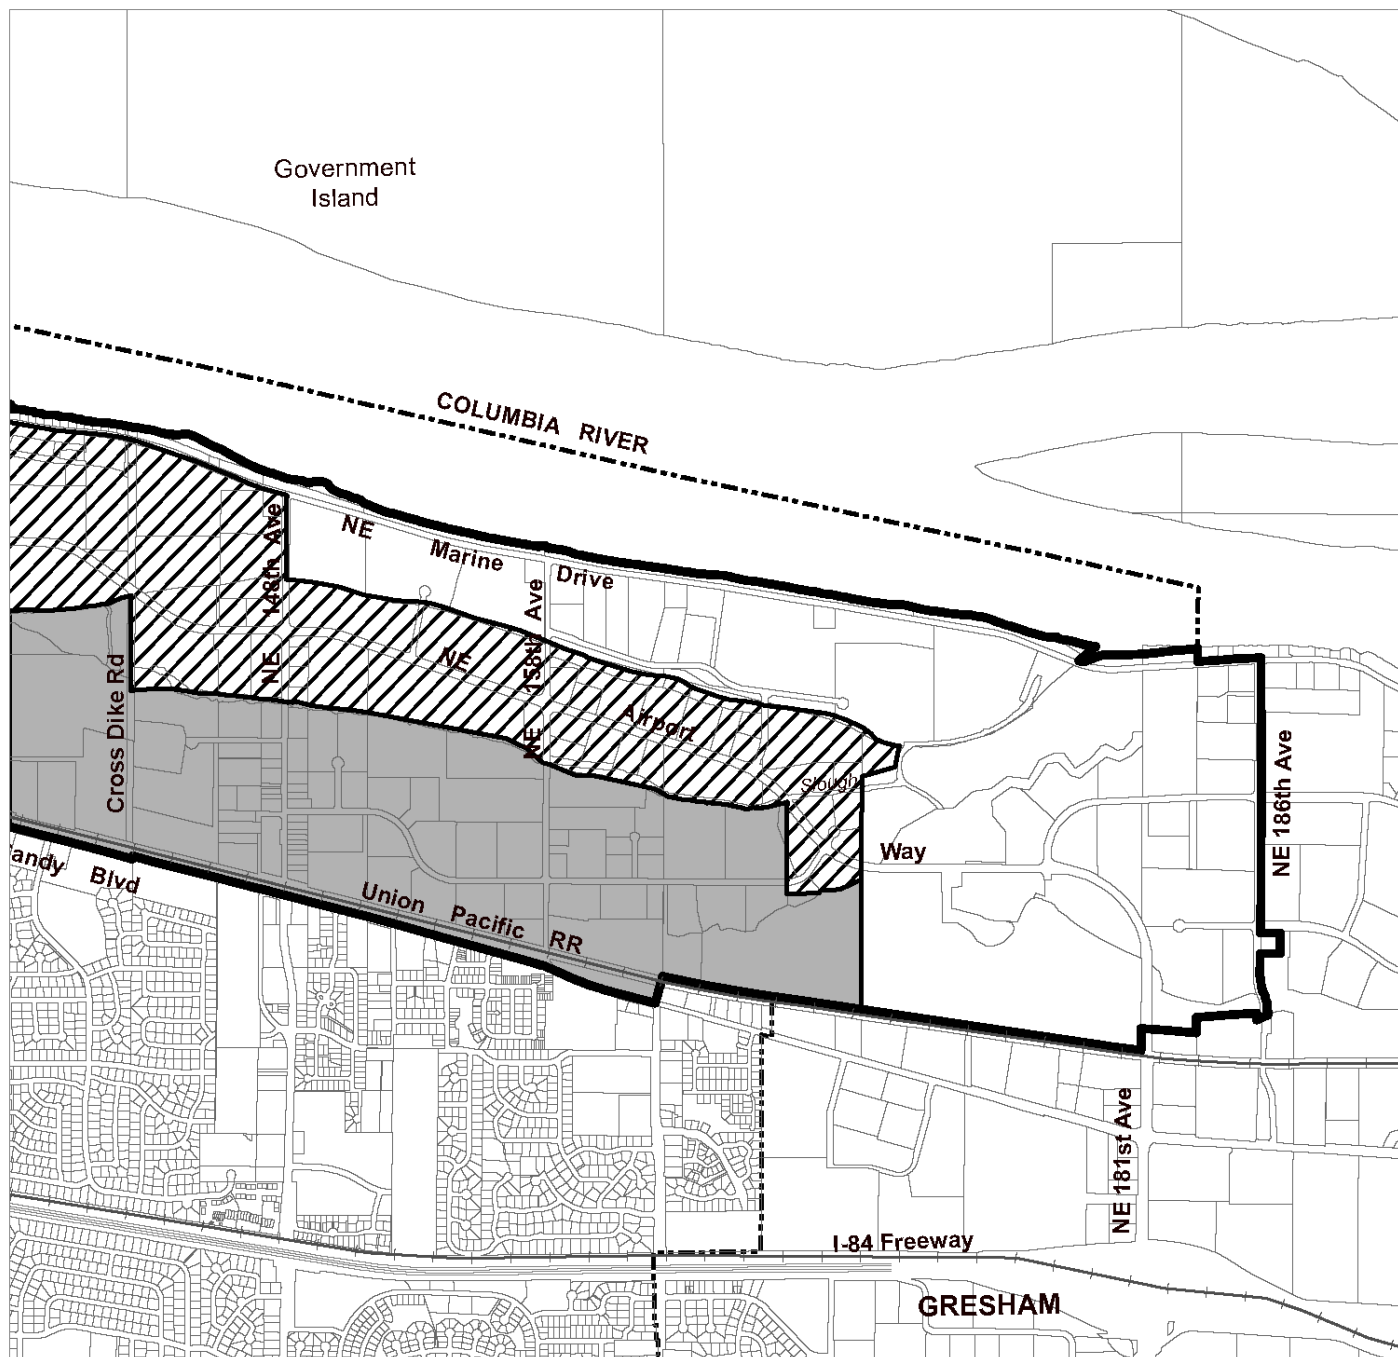 Government
Island
COLUMBIA RIVER
NE Marine Drive
NE 148th Ave
NE 158th Ave
NE Airport Way
Slough
Cross Dike Rd
NE 186th Ave
andy Blvd
Union Pacific RR
NE 181st Ave
I-84 Freeway
GRESHAM